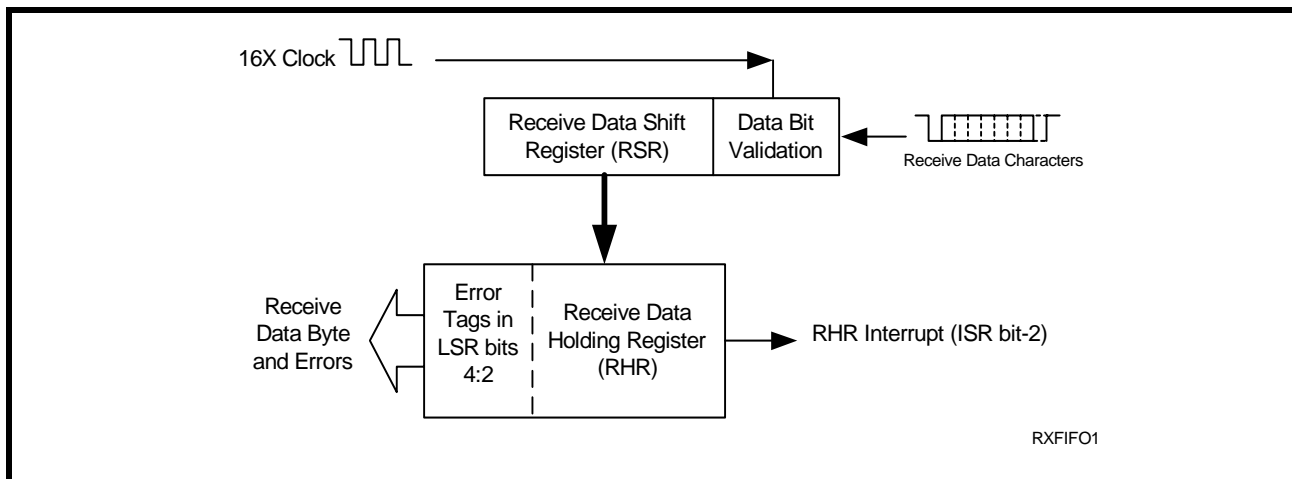 16X Clock
Receive Data Shift
Register (RSR)
Data Bit
Validation
Receive Data Characters
Receive
Data Byte
and Errors
Error
Tags in
LSR bits
4:2
Receive Data
Holding Register
(RHR)
RHR Interrupt (ISR bit-2)
RXFIFO1